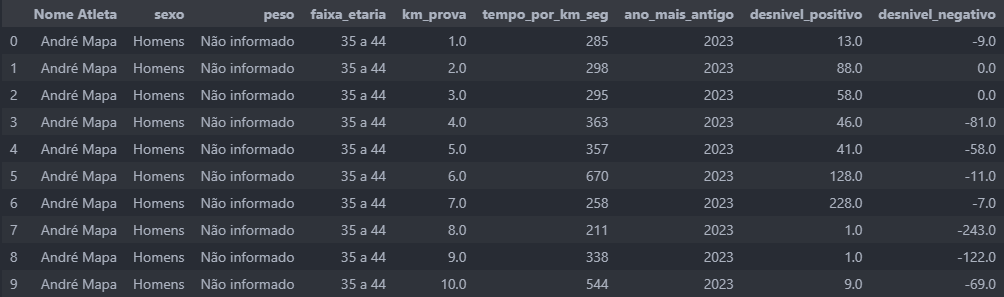 Nome Atleta sexo peso faixa_etaria km_prova tempo_por_km_seg ano_mais_antigo desnivel_positivo desnivel_negativo
0 André Mapa Homens Não informado 35 a 44 1.0 285 2023 13.0 -9.0
1 André Mapa Homens Não informado 35 a 44 2.0 298 2023 88.0 0.0
2 André Mapa Homens Não informado 35 a 44 3.0 295 2023 58.0 0.0
3 André Mapa Homens Não informado 35 a 44 4.0 363 2023 46.0 -81.0
4 André Mapa Homens Não informado 35 a 44 5.0 357 2023 41.0 -58.0
5 André Mapa Homens Não informado 35 a 44 6.0 670 2023 128.0 -11.0
6 André Mapa Homens Não informado 35 a 44 7.0 258 2023 228.0 -7.0
7 André Mapa Homens Não informado 35 a 44 8.0 211 2023 1.0 -243.0
8 André Mapa Homens Não informado 35 a 44 9.0 338 2023 1.0 -122.0
9 André Mapa Homens Não informado 35 a 44 10.0 544 2023 9.0 -69.0